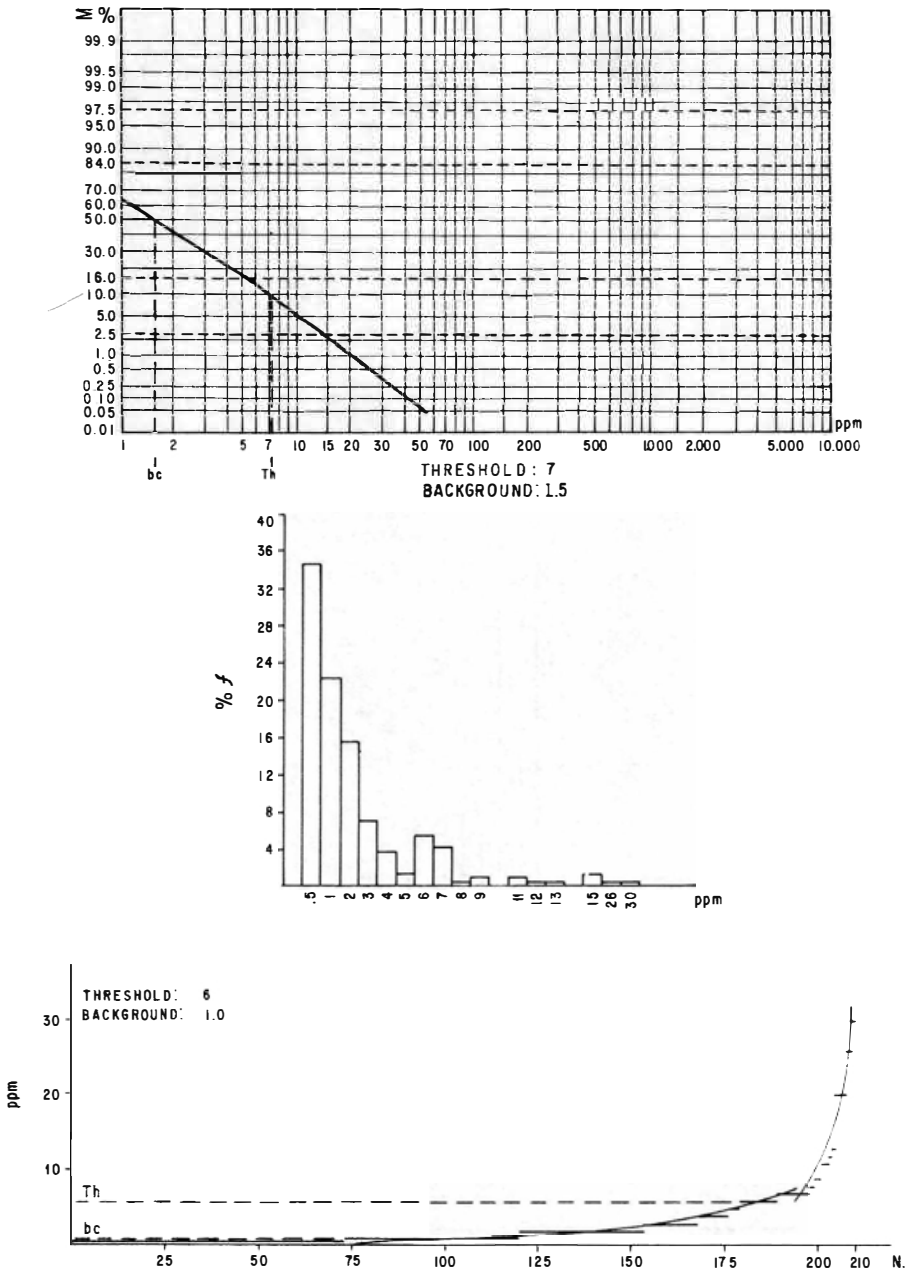 M %
99.9
99.5
99.0
97.5
95.0
90.0
84.0
70.0
60.0
50.0
30.0
16.0
10.0
5.0
2.5
1.0
0.5
0.25
0.10
0.05
0.01
1 2 5 7 10 15 20 30 50 70 100 200 500 1000 2.000 5.000 10.000
ppm
bc Th
THRESHOLD: 7
BACKGROUND: 1.5
40
36
32
28
24
20
16
12
8
4
% f
.5 1 2 3 4 5 6 7 8 9 11 12 13 15 26 30 ppm
THRESHOLD: 6
BACKGROUND: 1.0
30
20
10
ppm
Th
bc
25 50 75 100 125 150 175 200 210 N.